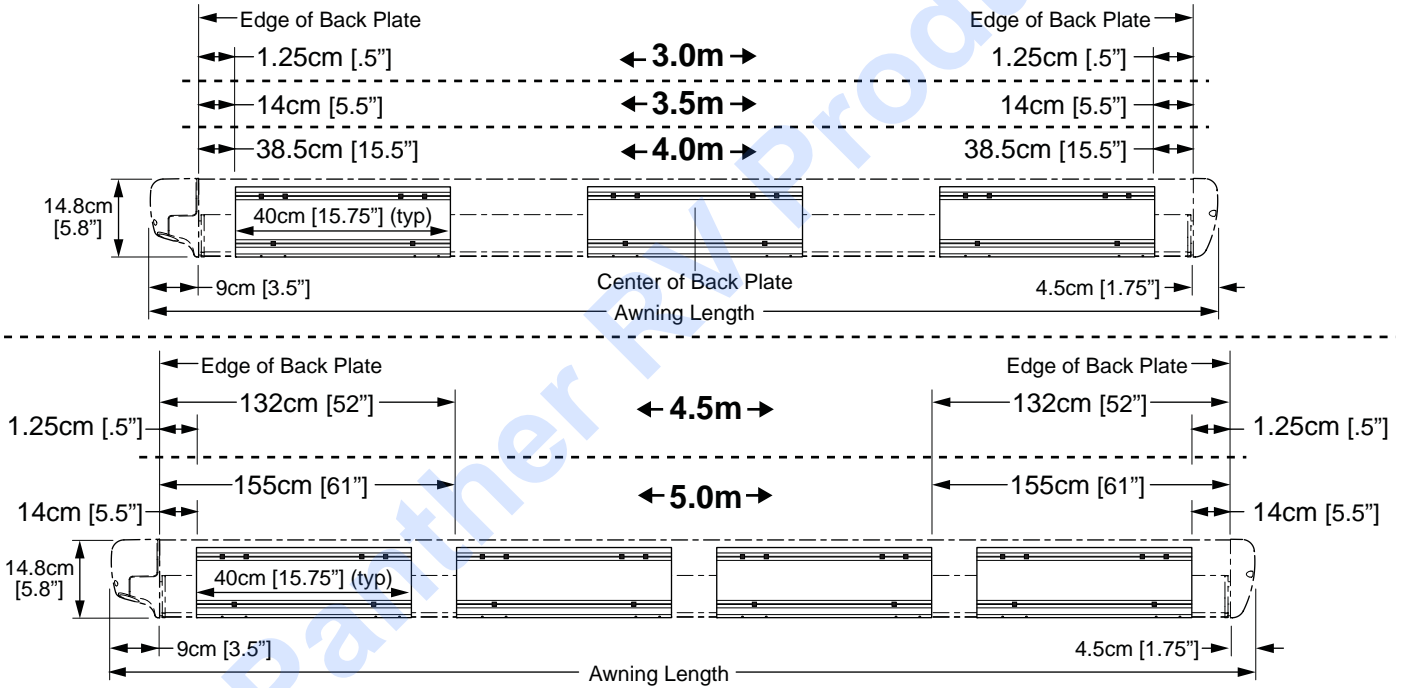 Edge of Back Plate Edge of Back Plate
1.25cm [.5”] 3.0m 1.25cm [.5”]
14cm [5.5”] 3.5m 14cm [5.5”]
38.5cm [15.5”] 4.0m 38.5cm [15.5”]
14.8cm
[5.8”]
40cm [15.75”] (typ)
9cm [3.5”] Center of Back Plate 4.5cm [1.75”]
Awning Length
Edge of Back Plate Edge of Back Plate
132cm [52”] 4.5m 132cm [52”]
1.25cm [.5”] 1.25cm [.5”]
155cm [61”] 5.0m 155cm [61”]
14cm [5.5”] 14cm [5.5”]
14.8cm
[5.8”]
40cm [15.75”] (typ)
9cm [3.5”] 4.5cm [1.75”]
Awning Length
Panther RV Produ